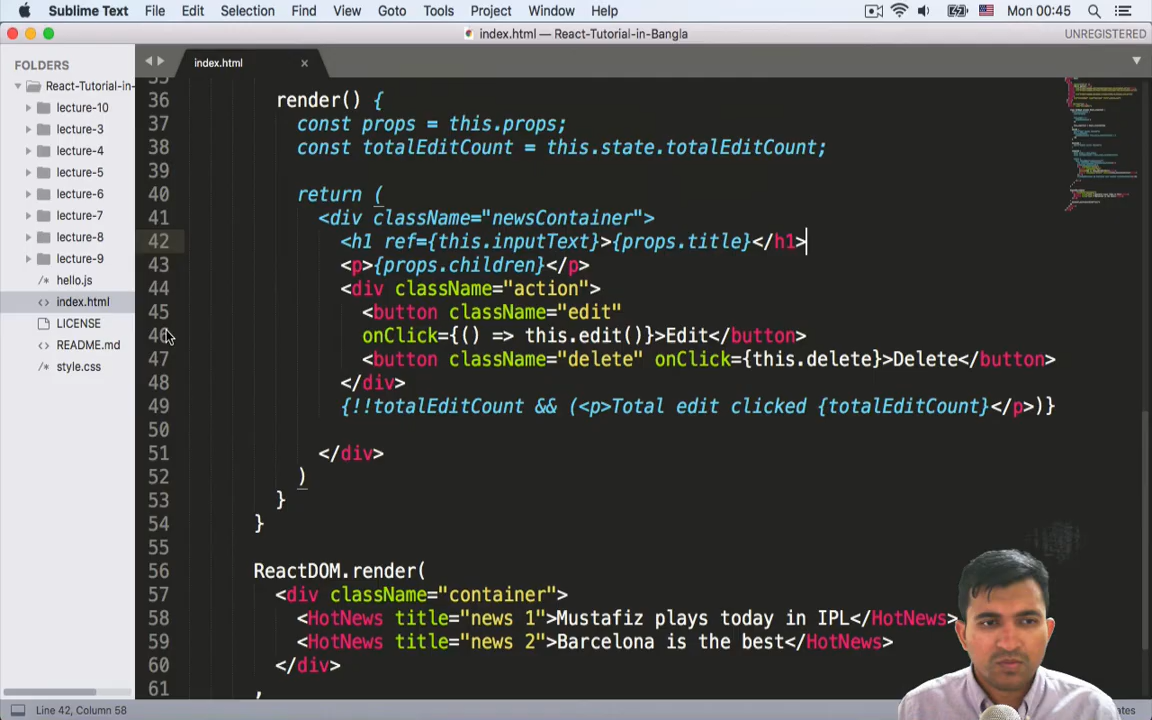 Sublime Text File Edit Selection Find View Goto Tools Project Window Help Mon 00:45
index.html — React-Tutorial-in-Bangla UNREGISTERED
FOLDERS
React-Tutorial-in-
lecture-10
lecture-3
lecture-4
lecture-5
lecture-6
lecture-7
lecture-8
lecture-9
hello.js
index.html
LICENSE
README.md
style.css
index.html
36 render() {
37 const props = this.props;
38 const totalEditCount = this.state.totalEditCount;
39
40 return (
41 <div className="newsContainer">
42 <h1 ref={this.inputText}>{props.title}</h1>
43 <p>{props.children}</p>
44 <div className="action">
45 <button className="edit"
46 onClick={() => this.edit()}>Edit</button>
47 <button className="delete" onClick={this.delete}>Delete</button>
48 </div>
49 {!!totalEditCount && (<p>Total edit clicked {totalEditCount}</p>)}
50
51 </div>
52 )
53 }
54 }
55
56 ReactDOM.render(
57 <div className="container">
58 <HotNews title="news 1">Mustafiz plays today in IPL</HotNews>
59 <HotNews title="news 2">Barcelona is the best</HotNews>
60 </div>
61 ,
Line 42, Column 58